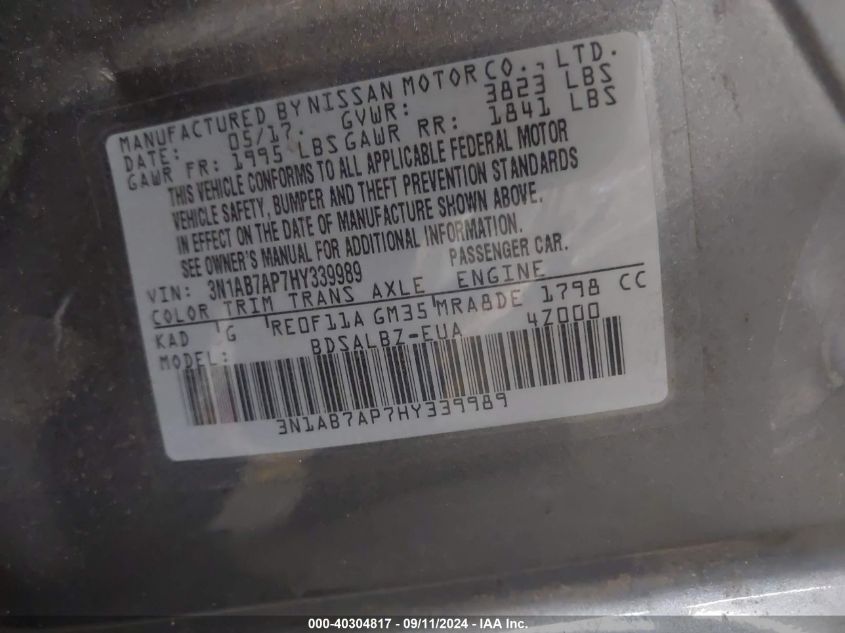 MANUFACTURED BY NISSAN MOTOR CO., LTD.
DATE: 05/17. GVWR: 3823 LBS
GAWR FR: 1995 LBS GAWR RR: 1841 LBS
THIS VEHICLE CONFORMS TO ALL APPLICABLE FEDERAL MOTOR
VEHICLE SAFETY, BUMPER AND THEFT PREVENTION STANDARDS
IN EFFECT ON THE DATE OF MANUFACTURE SHOWN ABOVE.
SEE OWNER'S MANUAL FOR ADDITIONAL INFORMATION.
VIN: 3N1AB7AP7HY339989 PASSENGER CAR.
COLOR TRIM TRANS AXLE ENGINE
KAD G RE0F11A GM35 MRA8DE 1798 CC
MODEL: BDSALBZ-EUA 4Z000
3N1AB7AP7HY339989
000-40304817 - 09/11/2024 - IAA Inc.